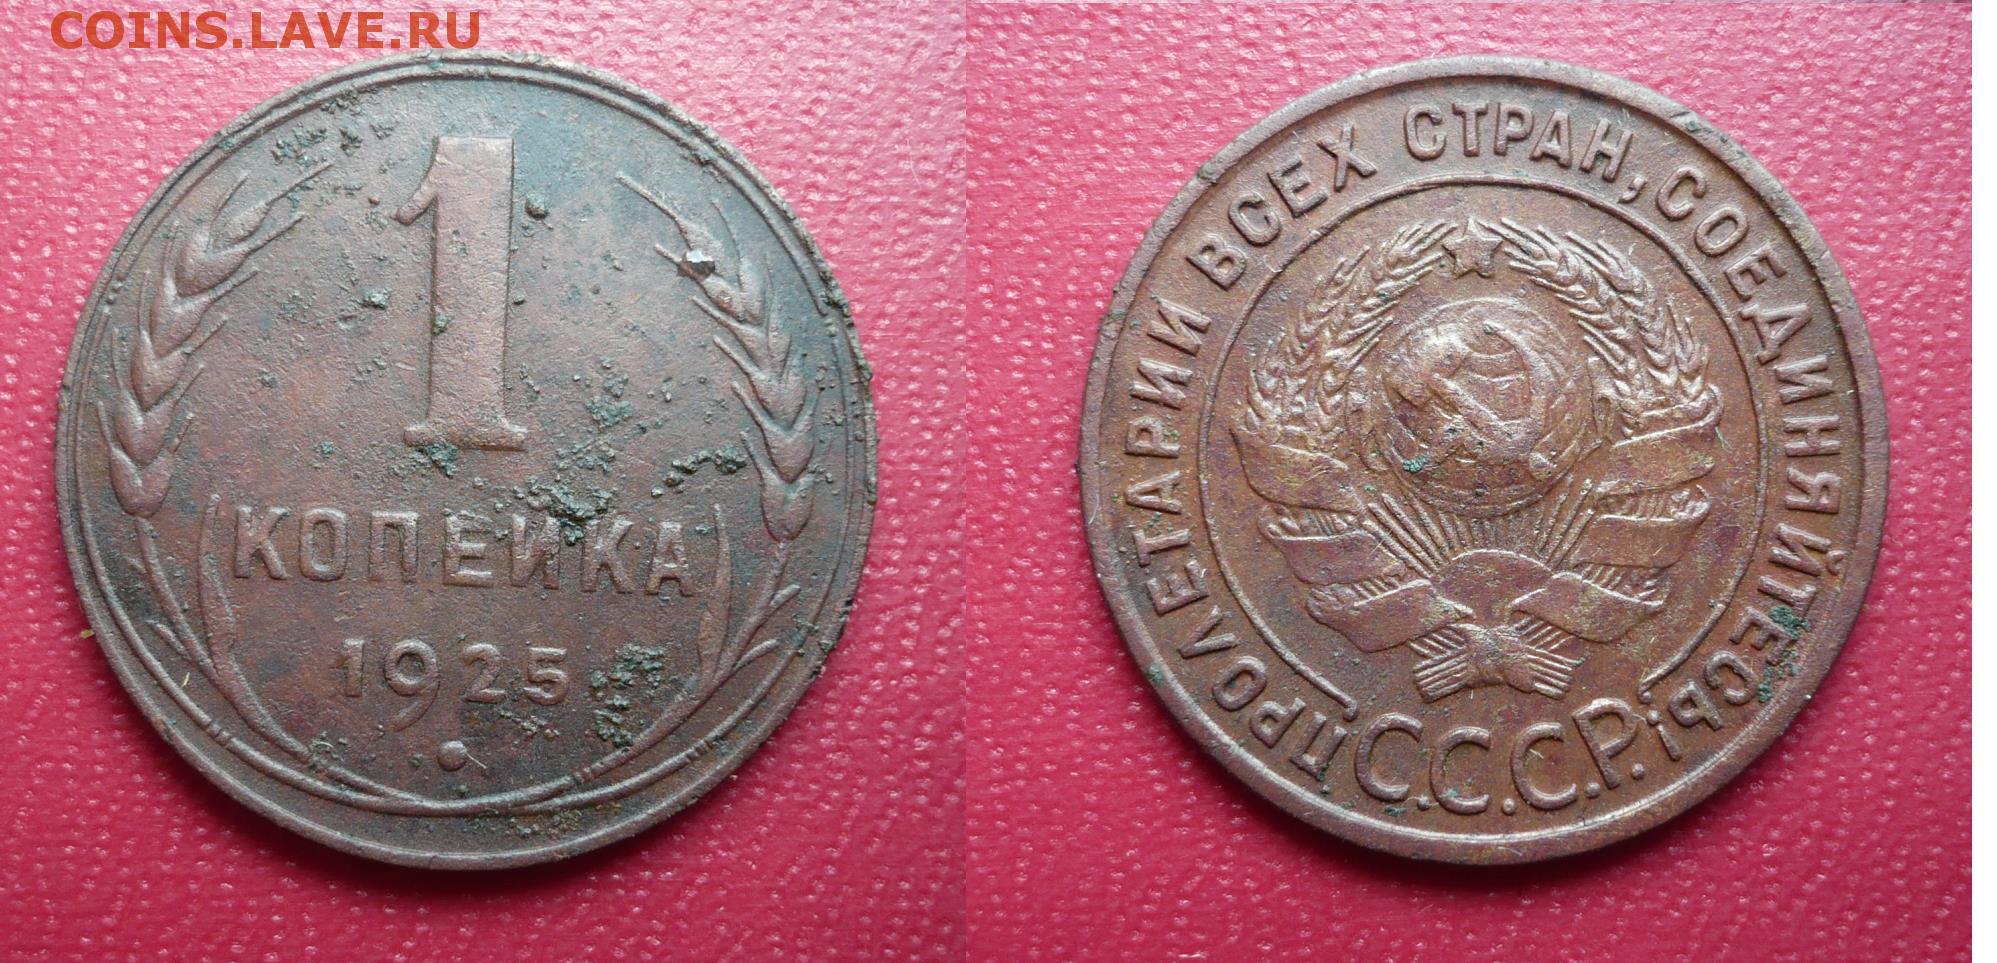 COINS.LAVE.RU
1
КОПЕЙКА
1925
ПРОЛЕТАРИИ ВСЕХ СТРАН, СОЕДИНЯЙТЕСЬ!
С.С.С.Р.